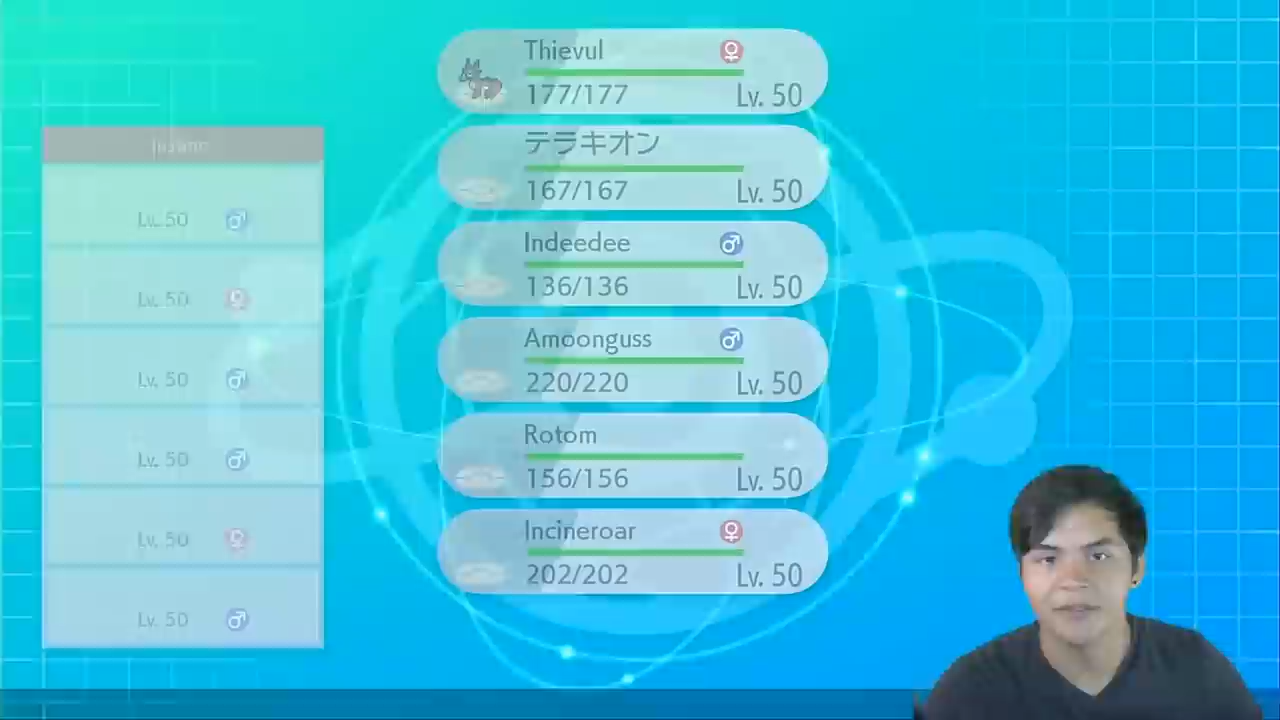 Thievul
177/177 Lv. 50
テラキオン
167/167 Lv. 50
Indeedee
136/136 Lv. 50
Amoonguss
220/220 Lv. 50
Rotom
156/156 Lv. 50
Incineroar
202/202 Lv. 50
Lv. 50
Lv. 50
Lv. 50
Lv. 50
Lv. 50
Lv. 50